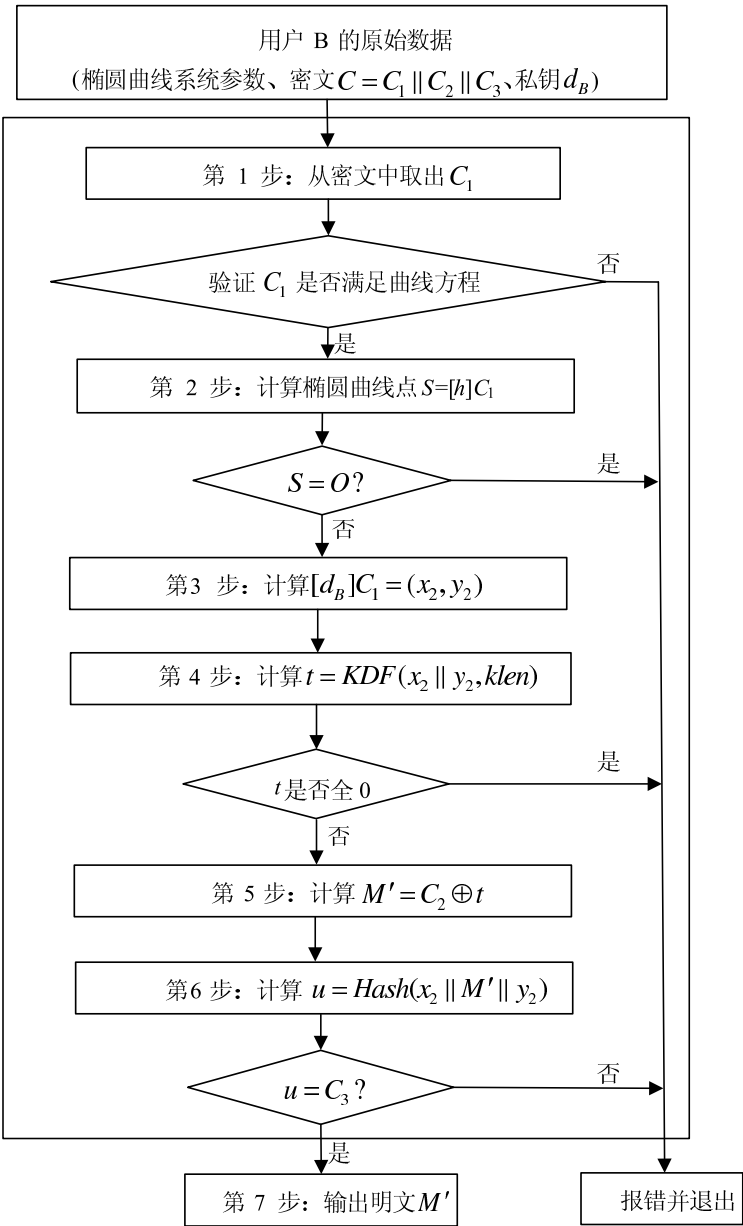 用户 B 的原始数据
(椭圆曲线系统参数、密文C=C₁||C₂||C₃、私钥d_B)
第 1 步：从密文中取出C₁
验证 C₁ 是否满足曲线方程
否
是
第 2 步：计算椭圆曲线点S=[h]C₁
S=O?
是
否
第3 步：计算[d_B]C₁=(x₂,y₂)
第 4 步：计算t=KDF(x₂||y₂,klen)
t是否全0
是
否
第 5 步：计算 M′=C₂⊕t
第6 步：计算 u=Hash(x₂||M′||y₂)
u=C₃?
否
是
第 7 步：输出明文M′
报错并退出